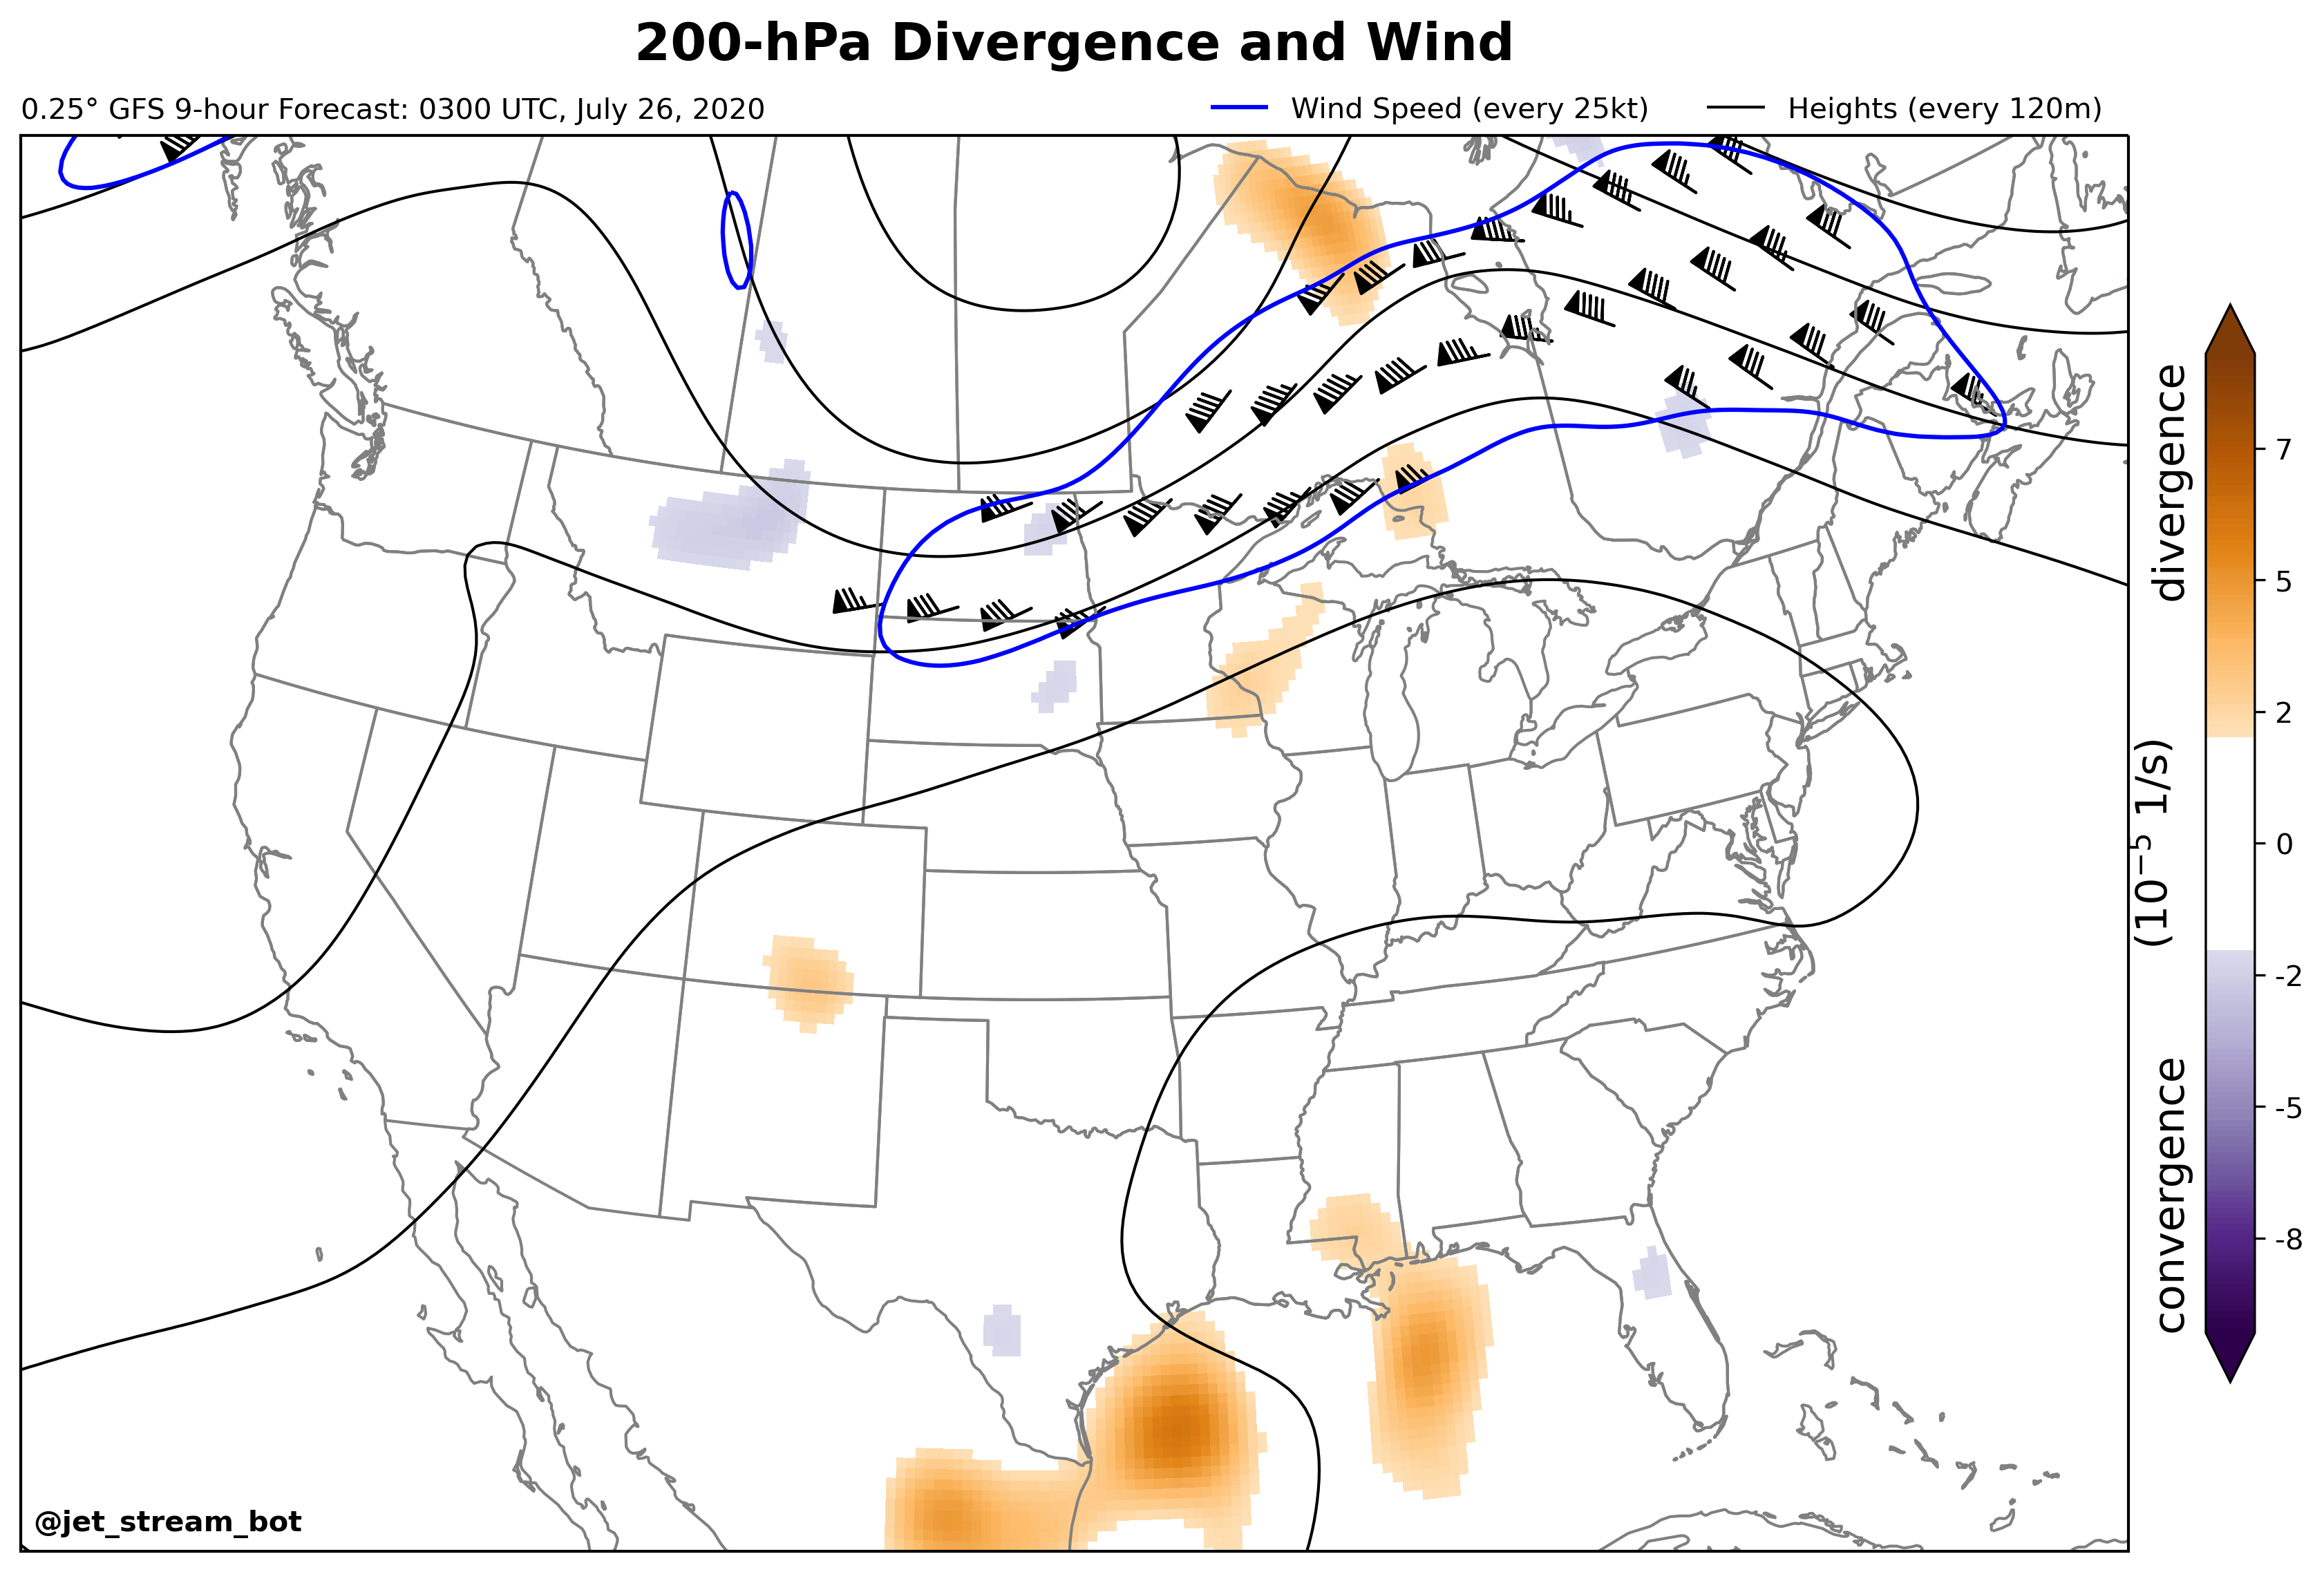 200-hPa Divergence and Wind
0.25° GFS 9-hour Forecast: 0300 UTC, July 26, 2020
Wind Speed (every 25kt)
Heights (every 120m)
divergence
(10⁻⁵ 1/s)
convergence
7
5
2
0
-2
-5
-8
@jet_stream_bot